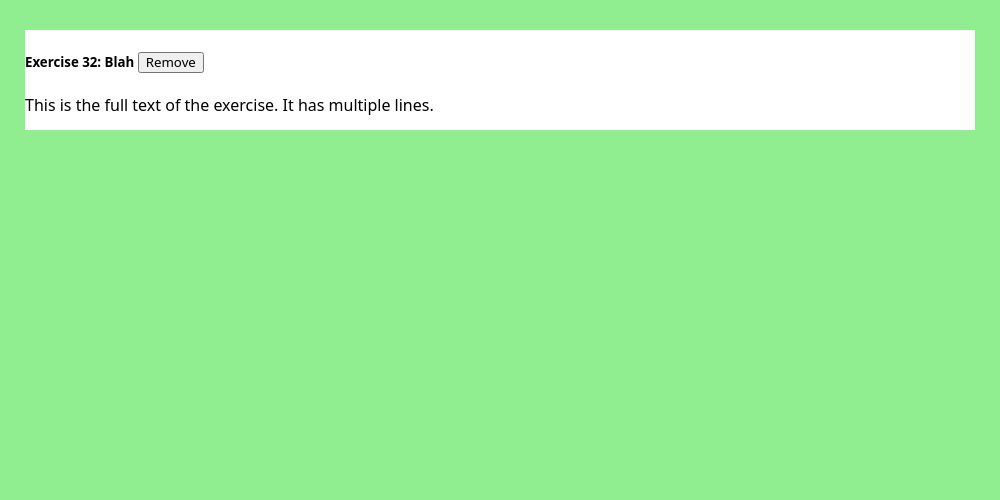 Exercise 32: Blah Remove
This is the full text of the exercise. It has multiple lines.